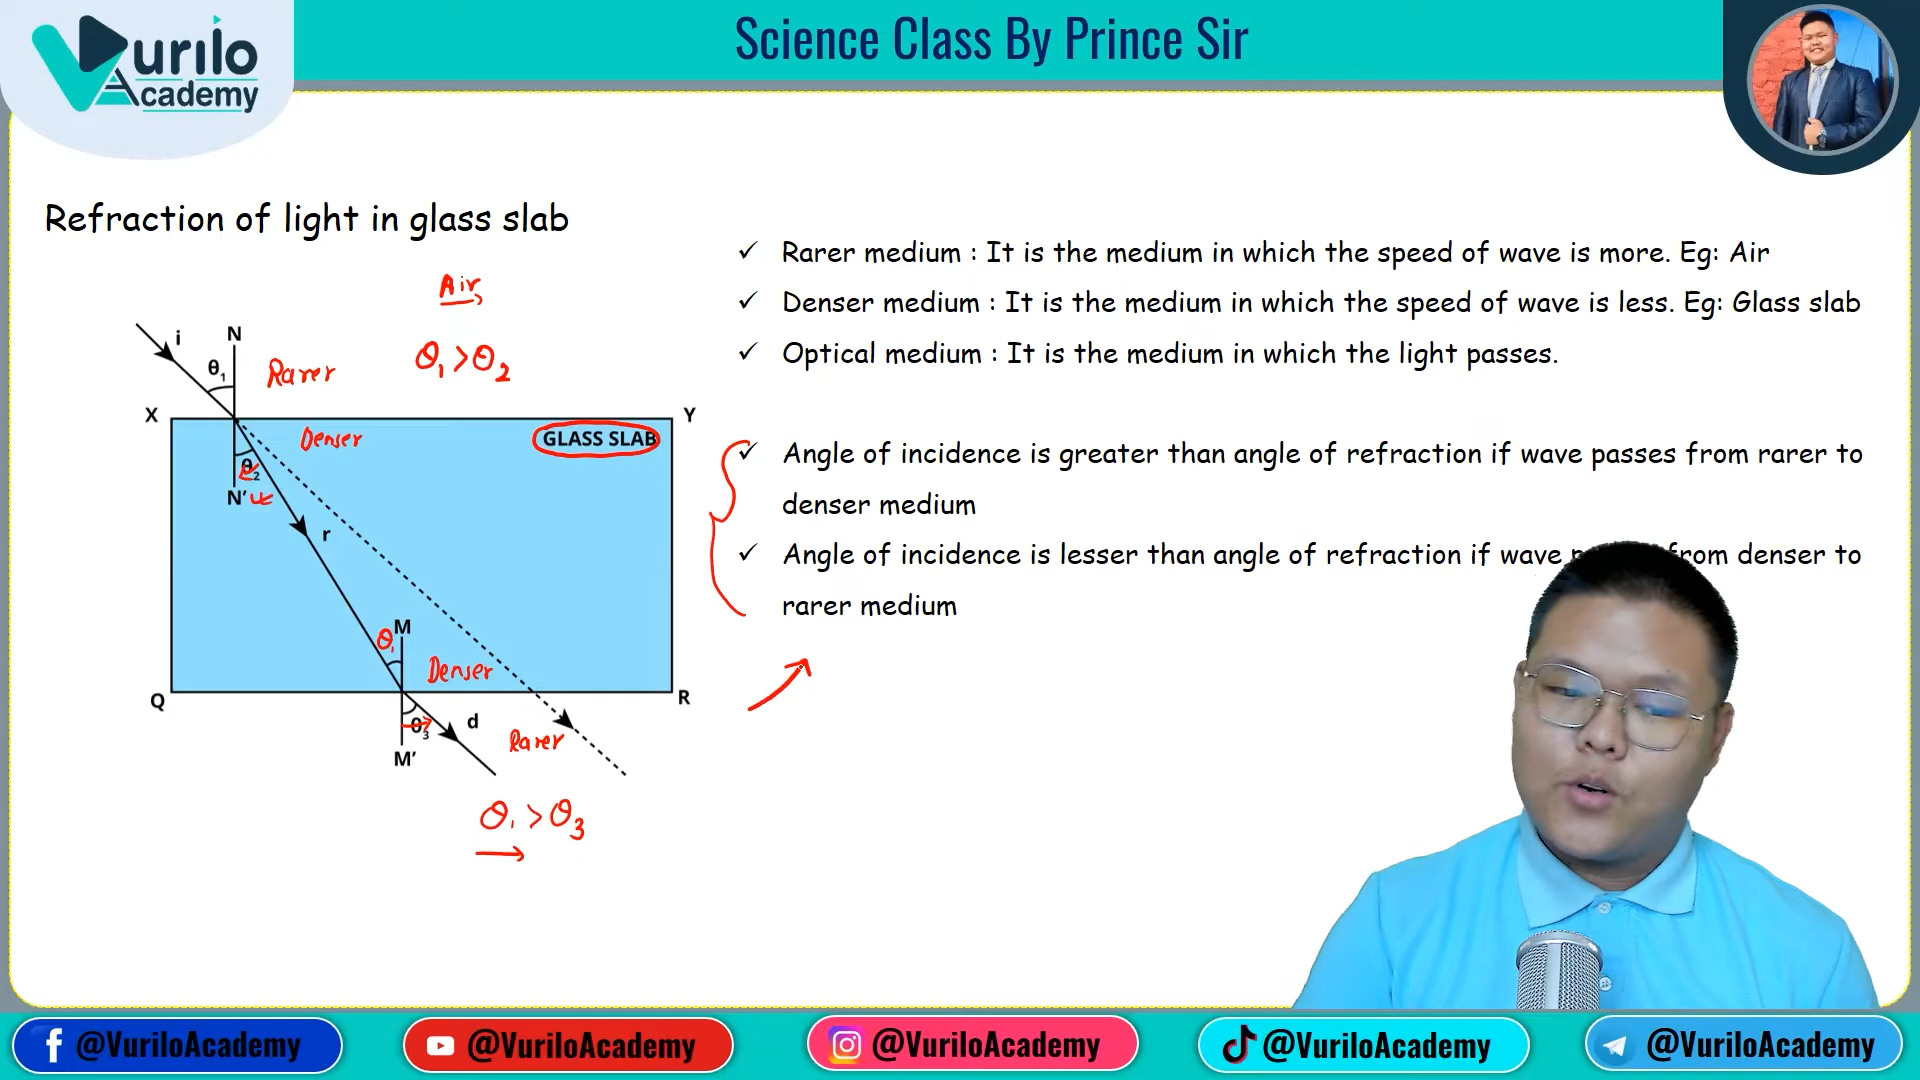 Vurilo
Academy
Science Class By Prince Sir
Refraction of light in glass slab
Air
θ₁ > θ₂
i
N
θ₁
Rarer
X
Y
Denser
GLASS SLAB
θ₂
N'
r
θ₁
M
Denser
Q
R
θ₃
d
Rarer
M'
θ₁ > θ₃
✓ Rarer medium : It is the medium in which the speed of wave is more. Eg: Air
✓ Denser medium : It is the medium in which the speed of wave is less. Eg: Glass slab
✓ Optical medium : It is the medium in which the light passes.
✓ Angle of incidence is greater than angle of refraction if wave passes from rarer to
denser medium
✓ Angle of incidence is lesser than angle of refraction if wave from denser to
rarer medium
@VuriloAcademy
@VuriloAcademy
@VuriloAcademy
@VuriloAcademy
@VuriloAcademy